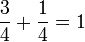 3/4 + 1/4 = 1